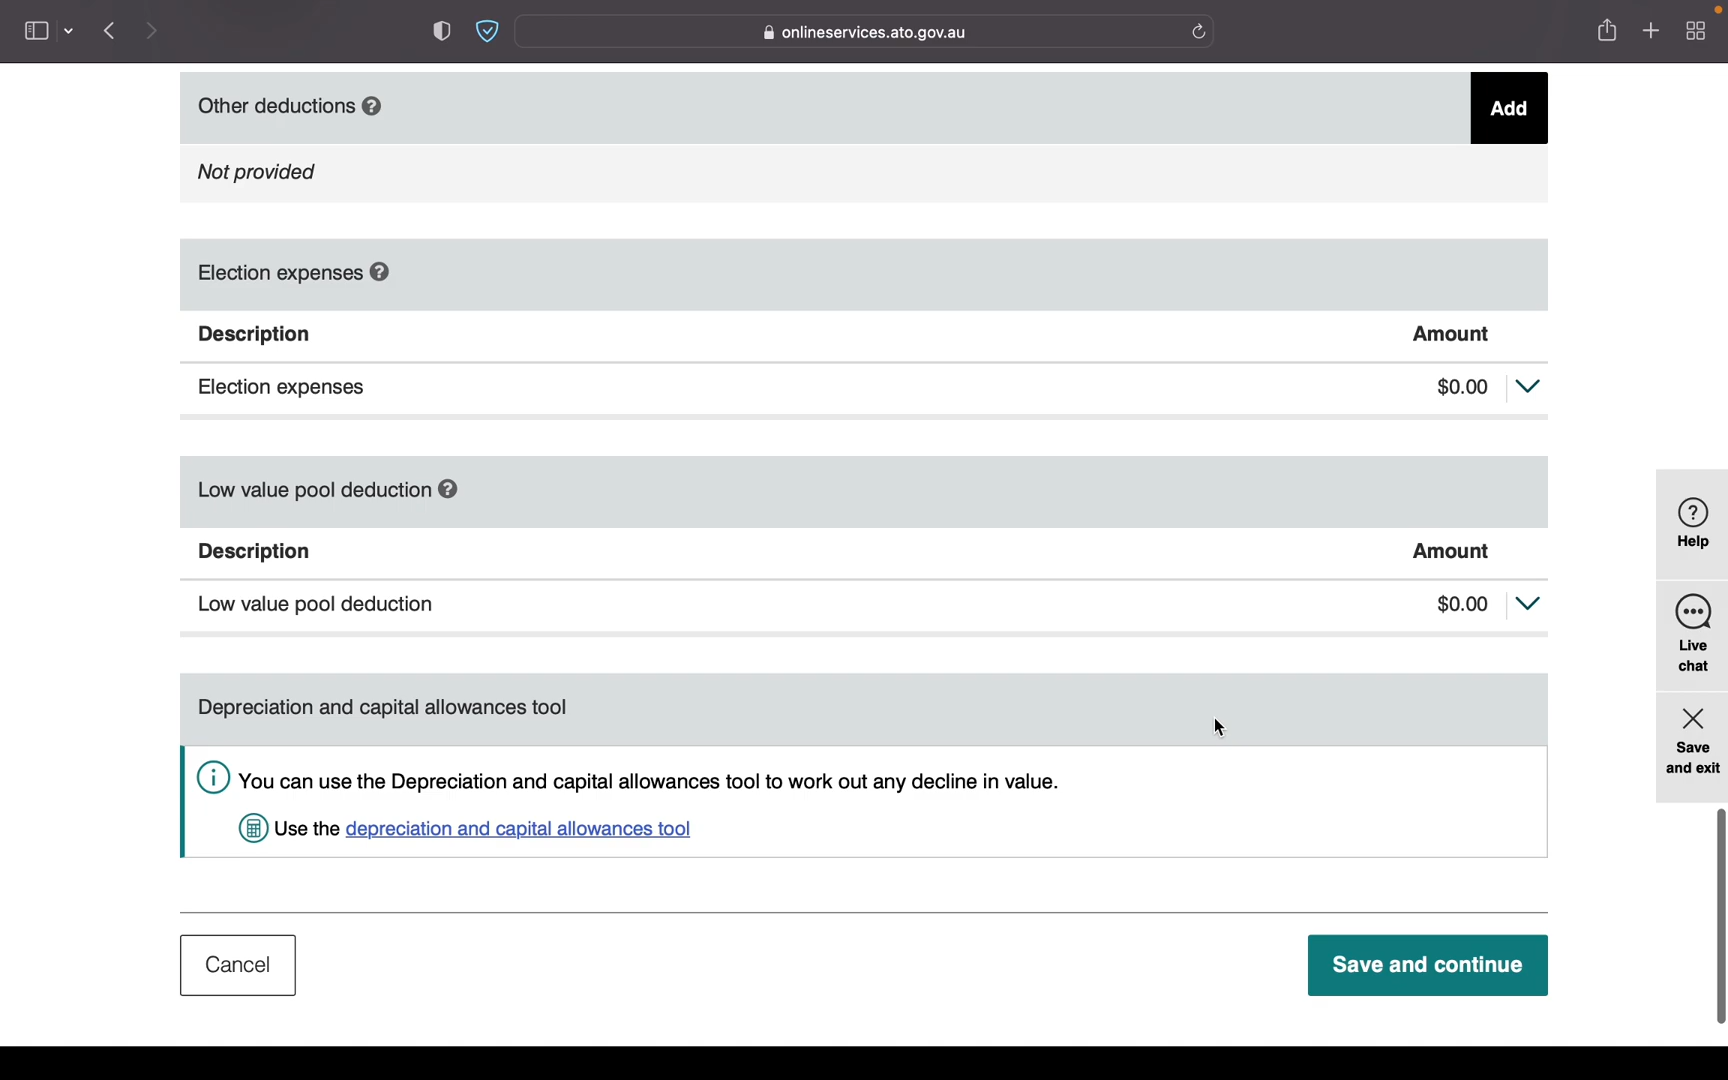 onlineservices.ato.gov.au
Other deductions ?
Add
Not provided
Election expenses ?
Description Amount
Election expenses $0.00
Low value pool deduction ?
Description Amount
Low value pool deduction $0.00
Depreciation and capital allowances tool
i You can use the Depreciation and capital allowances tool to work out any decline in value.
Use the depreciation and capital allowances tool
Cancel
Save and continue
?
Help
Live
chat
Save
and exit